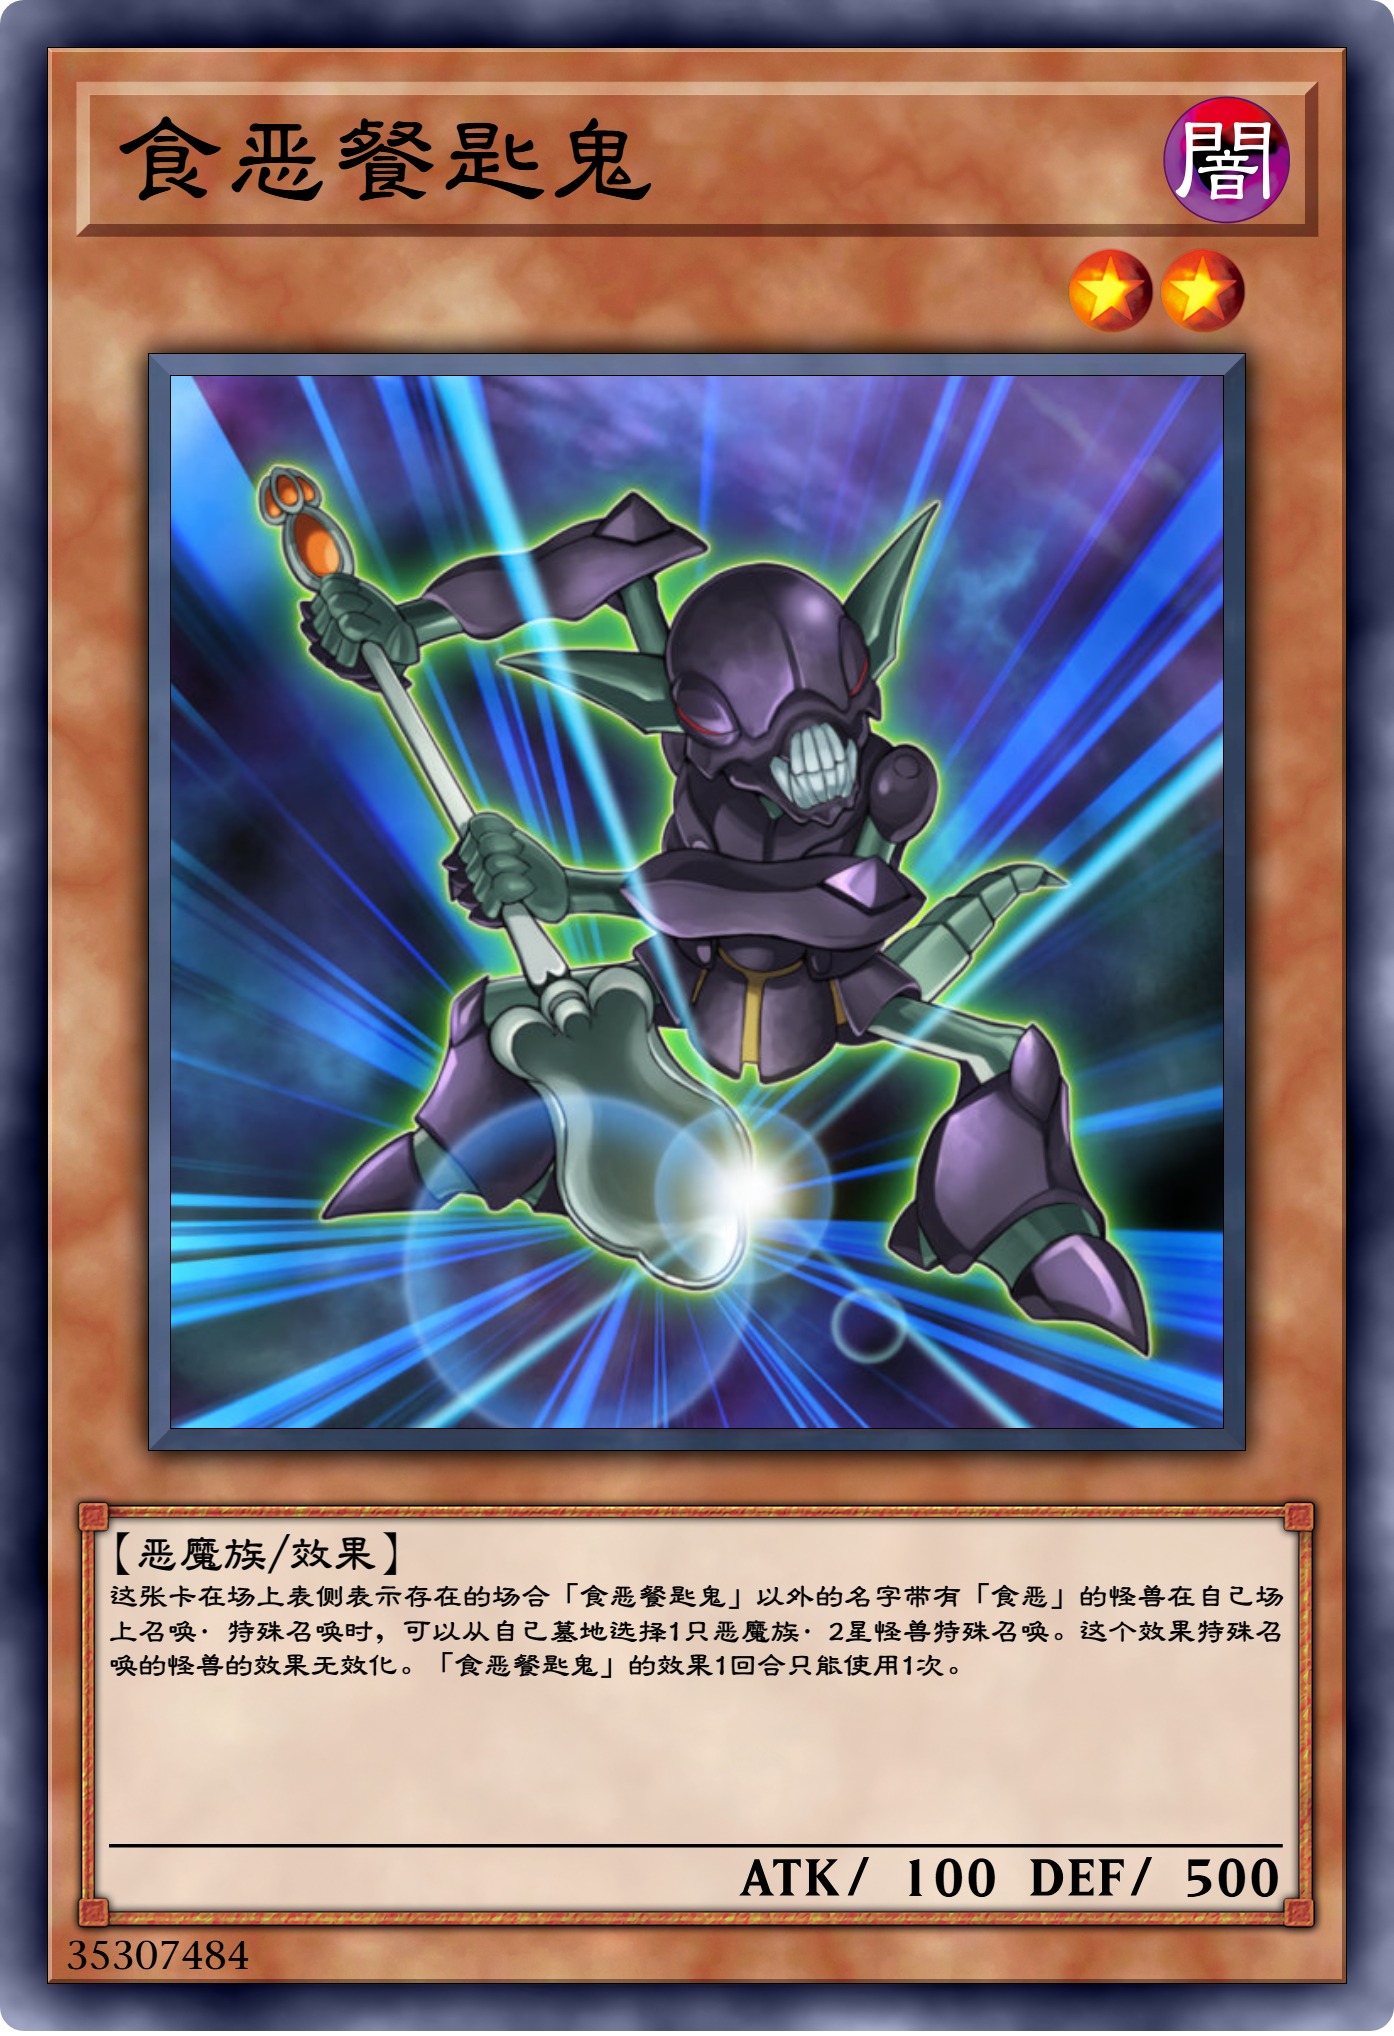 食恶餐匙鬼
闇
【恶魔族/效果】
这张卡在场上表侧表示存在的场合「食恶餐匙鬼」以外的名字带有「食恶」的怪兽在自己场
上召唤·特殊召唤时，可以从自己墓地选择1只恶魔族·2星怪兽特殊召唤。这个效果特殊召
唤的怪兽的效果无效化。「食恶餐匙鬼」的效果1回合只能使用1次。
ATK/ 100 DEF/ 500
35307484